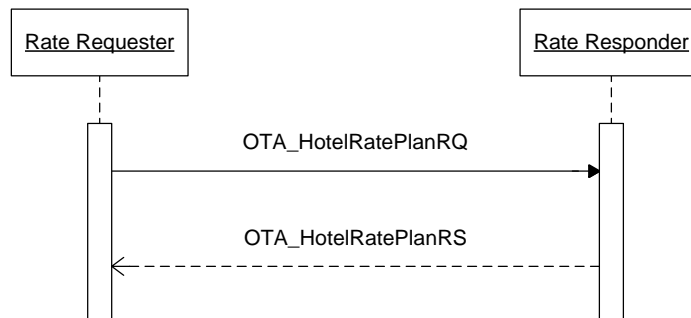 Rate Requester
Rate Responder
OTA_HotelRatePlanRQ
OTA_HotelRatePlanRS